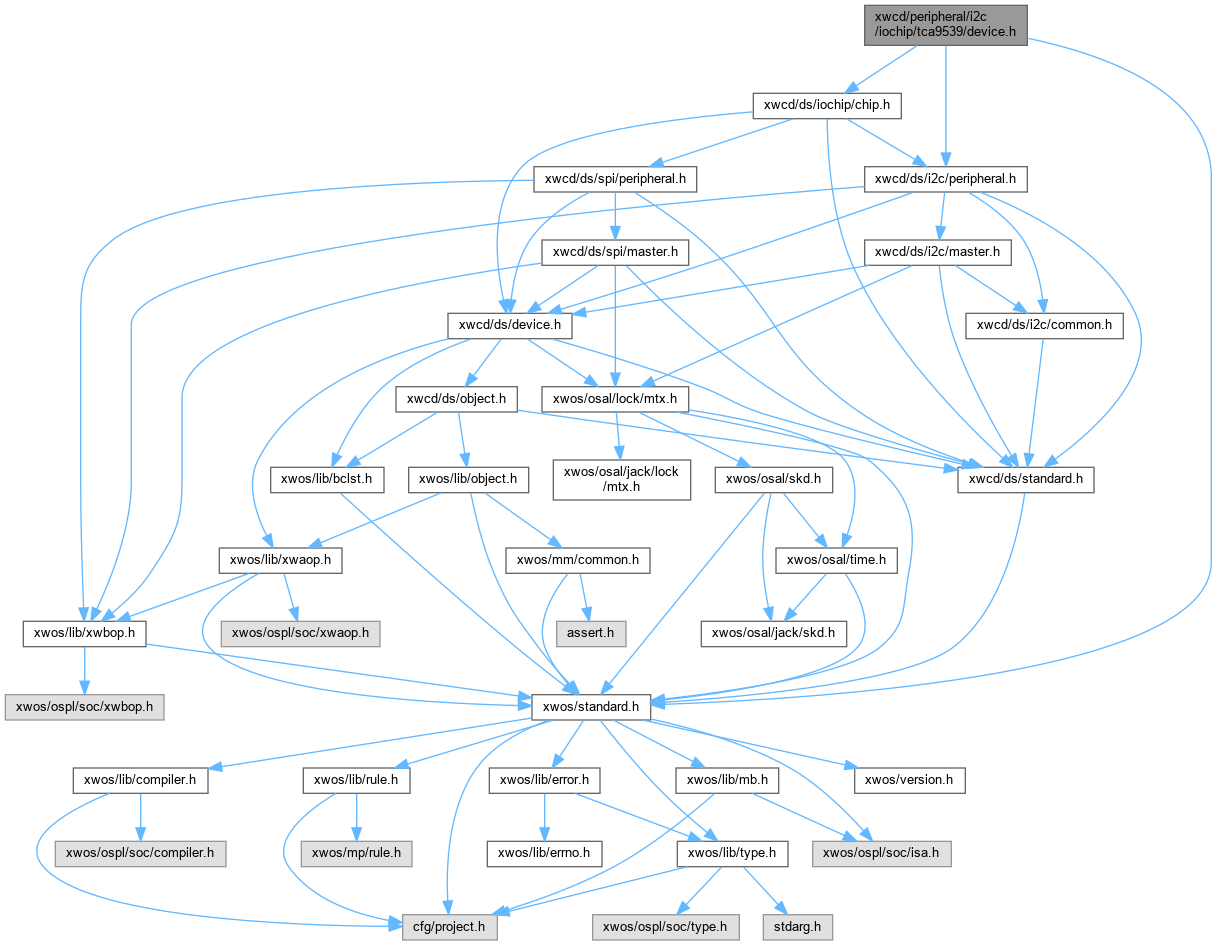 xwcd/peripheral/i2c
/iochip/tca9539/device.h
xwcd/ds/iochip/chip.h
xwcd/ds/spi/peripheral.h
xwcd/ds/i2c/peripheral.h
xwcd/ds/spi/master.h
xwcd/ds/i2c/master.h
xwcd/ds/device.h
xwcd/ds/i2c/common.h
xwcd/ds/object.h
xwos/osal/lock/mtx.h
xwos/lib/bclst.h
xwos/lib/object.h
xwos/osal/jack/lock
/mtx.h
xwos/osal/skd.h
xwcd/ds/standard.h
xwos/lib/xwaop.h
xwos/mm/common.h
xwos/osal/time.h
xwos/lib/xwbop.h
xwos/ospl/soc/xwaop.h
assert.h
xwos/osal/jack/skd.h
xwos/ospl/soc/xwbop.h
xwos/standard.h
xwos/lib/compiler.h
xwos/lib/rule.h
xwos/lib/error.h
xwos/lib/mb.h
xwos/version.h
xwos/ospl/soc/compiler.h
xwos/mp/rule.h
xwos/lib/errno.h
xwos/lib/type.h
xwos/ospl/soc/isa.h
cfg/project.h
xwos/ospl/soc/type.h
stdarg.h